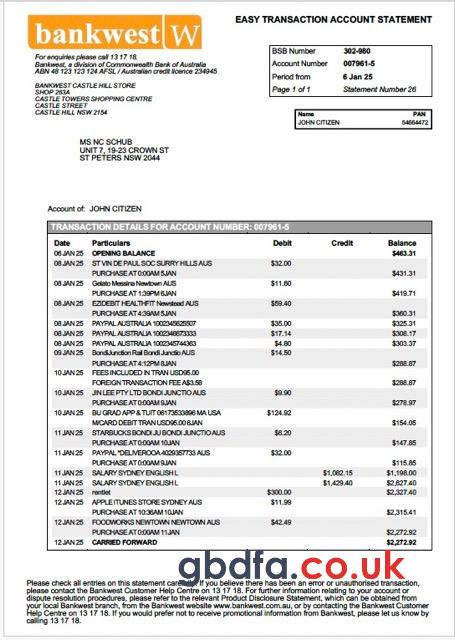 bankwest W
EASY TRANSACTION ACCOUNT STATEMENT
For enquiries please call 13 17 18.
Bankwest, a division of Commonwealth Bank of Australia
ABN 48 123 123 124 AFSL / Australian credit licence 234945
BSB Number 302-980
Account Number 007961-5
Period from 6 Jan 25
Page 1 of 1 Statement Number 26
BANKWEST CASTLE HILL STORE
SHOP 263A
CASTLE TOWERS SHOPPING CENTRE
CASTLE STREET
CASTLE HILL NSW 2154
Name PAN
JOHN CITIZEN 54664472
MS NC SCHUB
UNIT 7, 19-23 CROWN ST
ST PETERS NSW 2044
Account of: JOHN CITIZEN
TRANSACTION DETAILS FOR ACCOUNT NUMBER: 007961-5
Date Particulars Debit Credit Balance
06 JAN 25 OPENING BALANCE $463.31
08 JAN 25 ST VIN DE PAUL SOC SURRY HILLS AUS $32.00
PURCHASE AT 0:00AM 5JAN $431.31
08 JAN 25 Gelato Messina Newtown AUS $11.60
PURCHASE AT 1:39PM 6JAN $419.71
08 JAN 25 EZIDEBIT HEALTHFIT Newstead AUS $59.40
PURCHASE AT 4:39AM 5JAN $360.31
08 JAN 25 PAYPAL AUSTRALIA 1002345625507 $35.00 $325.31
08 JAN 25 PAYPAL AUSTRALIA 1002346673333 $17.14 $308.17
08 JAN 25 PAYPAL AUSTRALIA 1002345744363 $4.80 $303.37
09 JAN 25 BondiJunction Rail Bondi Junctio AUS $14.50
PURCHASE AT 4:12PM 8JAN $288.87
10 JAN 25 FEES INCLUDED IN TRAN USD95.00
FOREIGN TRANSACTION FEE A$3.58 $288.87
10 JAN 25 JIN LEE PTY LTD BONDI JUNCTIO AUS $9.90
PURCHASE AT 0:00AM 9JAN $278.97
10 JAN 25 BU GRAD APP & TUIT 06173533896 MA USA $124.92
M/CARD DEBIT TRAN USD95.00 6JAN $154.05
11 JAN 25 STARBUCKS BONDI JU BONDI JUNCTIO AUS $6.20
PURCHASE AT 0:00AM 10JAN $147.85
11 JAN 25 PAYPAL *DELIVEROOA 4029357733 AUS $32.00
PURCHASE AT 0:00AM 9JAN $115.85
11 JAN 25 SALARY SYDNEY ENGLISH L $1,082.15 $1,198.00
11 JAN 25 SALARY SYDNEY ENGLISH L $1,429.40 $2,627.40
12 JAN 25 rentlet $300.00 $2,327.40
12 JAN 25 APPLE ITUNES STORE SYDNEY AUS $11.99
PURCHASE AT 10:36AM 10JAN $2,315.41
12 JAN 25 FOODWORKS NEWTOWN NEWTOWN AUS $42.49
PURCHASE AT 0:00AM 11JAN $2,272.92
12 JAN 25 CARRIED FORWARD $2,272.92
gbdfa.co.uk
Please check all entries on this statement carefully. If you believe there has been an error or unauthorised transaction,
please contact the Bankwest Customer Help Centre on 13 17 18. For further information relating to your account or
dispute resolution procedures, please refer to the relevant Product Disclosure Statement, which can be obtained from
your local Bankwest branch, from the Bankwest website www.bankwest.com.au, or by contacting the Bankwest Customer
Help Centre on 13 17 18. If you would prefer not to receive promotional information from Bankwest, please let us know by
calling 13 17 18.